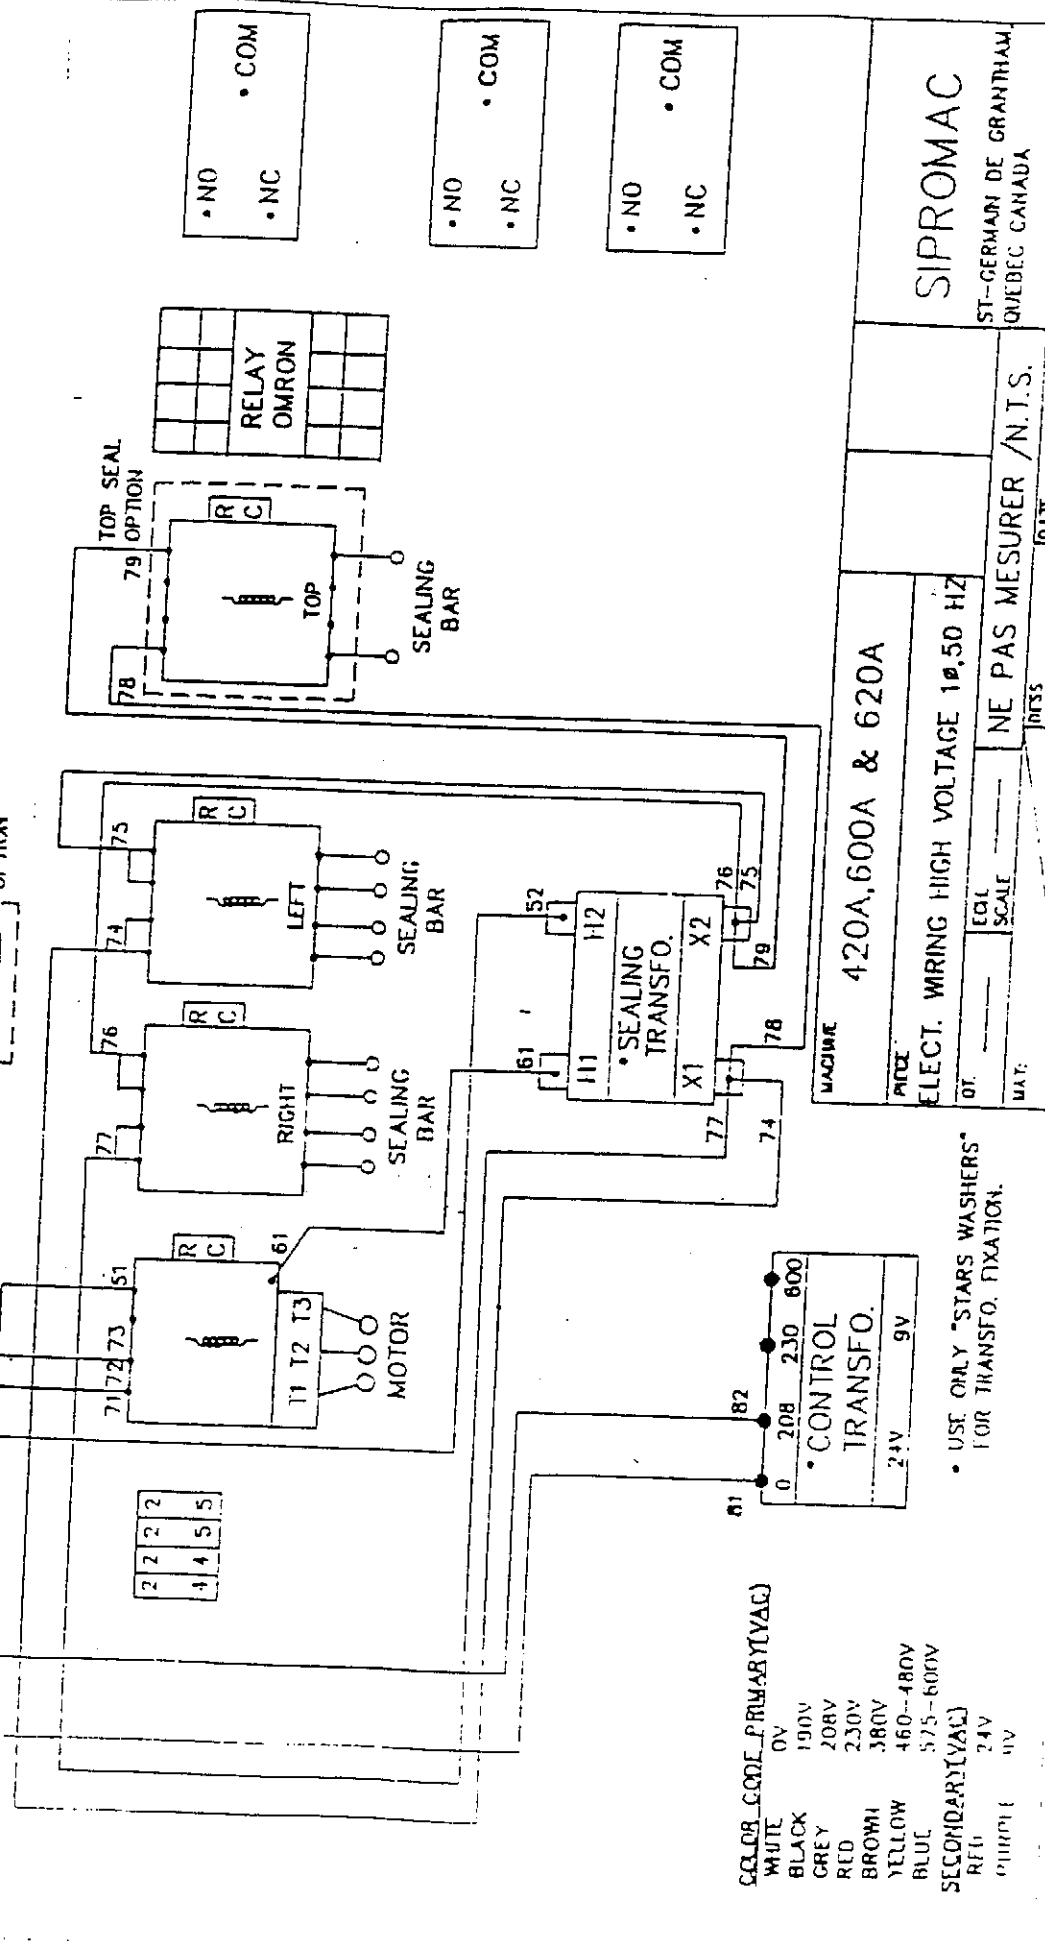 • NO
• COM
• NC
• NO
• COM
• NC
• NO
• COM
• NC
RELAY
OMRON
TOP SEAL
79 OPTION
78
R
C
TOP
SEALING
BAR
75
74
R
C
LEFT
SEALING
BAR
76
77
R
C
RIGHT
SEALING
BAR
51
73
72
71
R
C
61
T1 T2 T3
MOTOR
2 2 2 2
4 4 5 5
61
52
H1 H2
• SEALING
TRANSFO.
X1 X2
77
74
78
79
76
75
81
82
0 208 230 600
• CONTROL
TRANSFO.
24V 9V
• USE ONLY "STARS WASHERS"
FOR TRANSFO. FIXATION.
COLOR CODE PRIMARY(VAC)
WHITE 0V
BLACK 190V
GREY 208V
RED 230V
BROWN 380V
YELLOW 460-480V
BLUE 575-600V
SECONDARY(VAC)
RED 24V
PURPLE 9V
MACHINE
420A,600A & 620A
PIECE
ELECT. WIRING HIGH VOLTAGE 1ø,50 HZ
QT.
ECH.
SCALE
MAT:
NE PAS MESURER /N.T.S.
DESS
DATE
SIPROMAC
ST-GERMAIN DE GRANTHAM,
QUEBEC CANADA